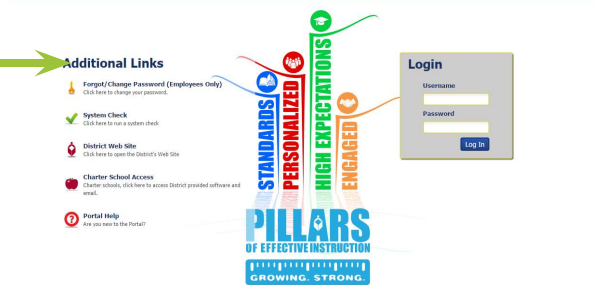 Additional Links
Forgot/Change Password (Employees Only)
Click here to change your password.
System Check
Click here to run a system check
District Web Site
Click here to open the District's Web Site
Charter School Access
Charter schools, click here to access District provided software and
email.
Portal Help
Are you new to the Portal?
STANDARDS
PERSONALIZED
HIGH EXPECTATIONS
ENGAGED
PILLARS
OF EFFECTIVE INSTRUCTION
GROWING. STRONG.
Login
Username
Password
Log In